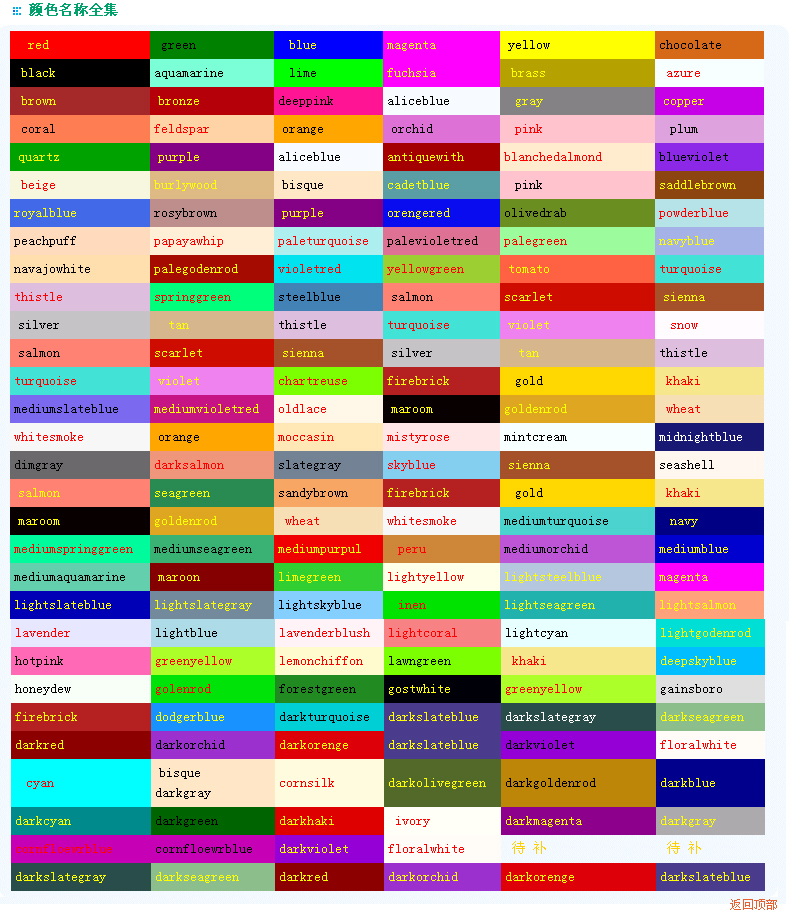 颜色名称全集
red green blue magenta yellow chocolate
black aquamarine lime fuchsia brass azure
brown bronze deeppink aliceblue gray copper
coral feldspar orange orchid pink plum
quartz purple aliceblue antiquewith blanchedalmond blueviolet
beige burlywood bisque cadetblue pink saddlebrown
royalblue rosybrown purple orengered olivedrab powderblue
peachpuff papayawhip paleturquoise palevioletred palegreen navyblue
navajowhite palegodenrod violetred yellowgreen tomato turquoise
thistle springgreen steelblue salmon scarlet sienna
silver tan thistle turquoise violet snow
salmon scarlet sienna silver tan thistle
turquoise violet chartreuse firebrick gold khaki
mediumslateblue mediumvioletred oldlace maroom goldenrod wheat
whitesmoke orange moccasin mistyrose mintcream midnightblue
dimgray darksalmon slategray skyblue sienna seashell
salmon seagreen sandybrown firebrick gold khaki
maroom goldenrod wheat whitesmoke mediumturquoise navy
mediumspringgreen mediumseagreen mediumpurpul peru mediumorchid mediumblue
mediumaquamarine maroon limegreen lightyellow lightsteelblue magenta
lightslateblue lightslategray lightskyblue inen lightseagreen lightsalmon
lavender lightblue lavenderblush lightcoral lightcyan lightgodenrod
hotpink greenyellow lemonchiffon lawngreen khaki deepskyblue
honeydew golenrod forestgreen gostwhite greenyellow gainsboro
firebrick dodgerblue darkturquoise darkslateblue darkslategray darkseagreen
darkred darkorchid darkorenge darkslateblue darkviolet floralwhite
cyan bisque cornsilk darkolivegreen darkgoldenrod darkblue
darkgray
darkcyan darkgreen darkhaki ivory darkmagenta darkgray
cornfloewrblue cornfloewrblue darkviolet floralwhite 待 补 待 补
darkslategray darkseagreen darkred darkorchid darkorenge darkslateblue
返回顶部